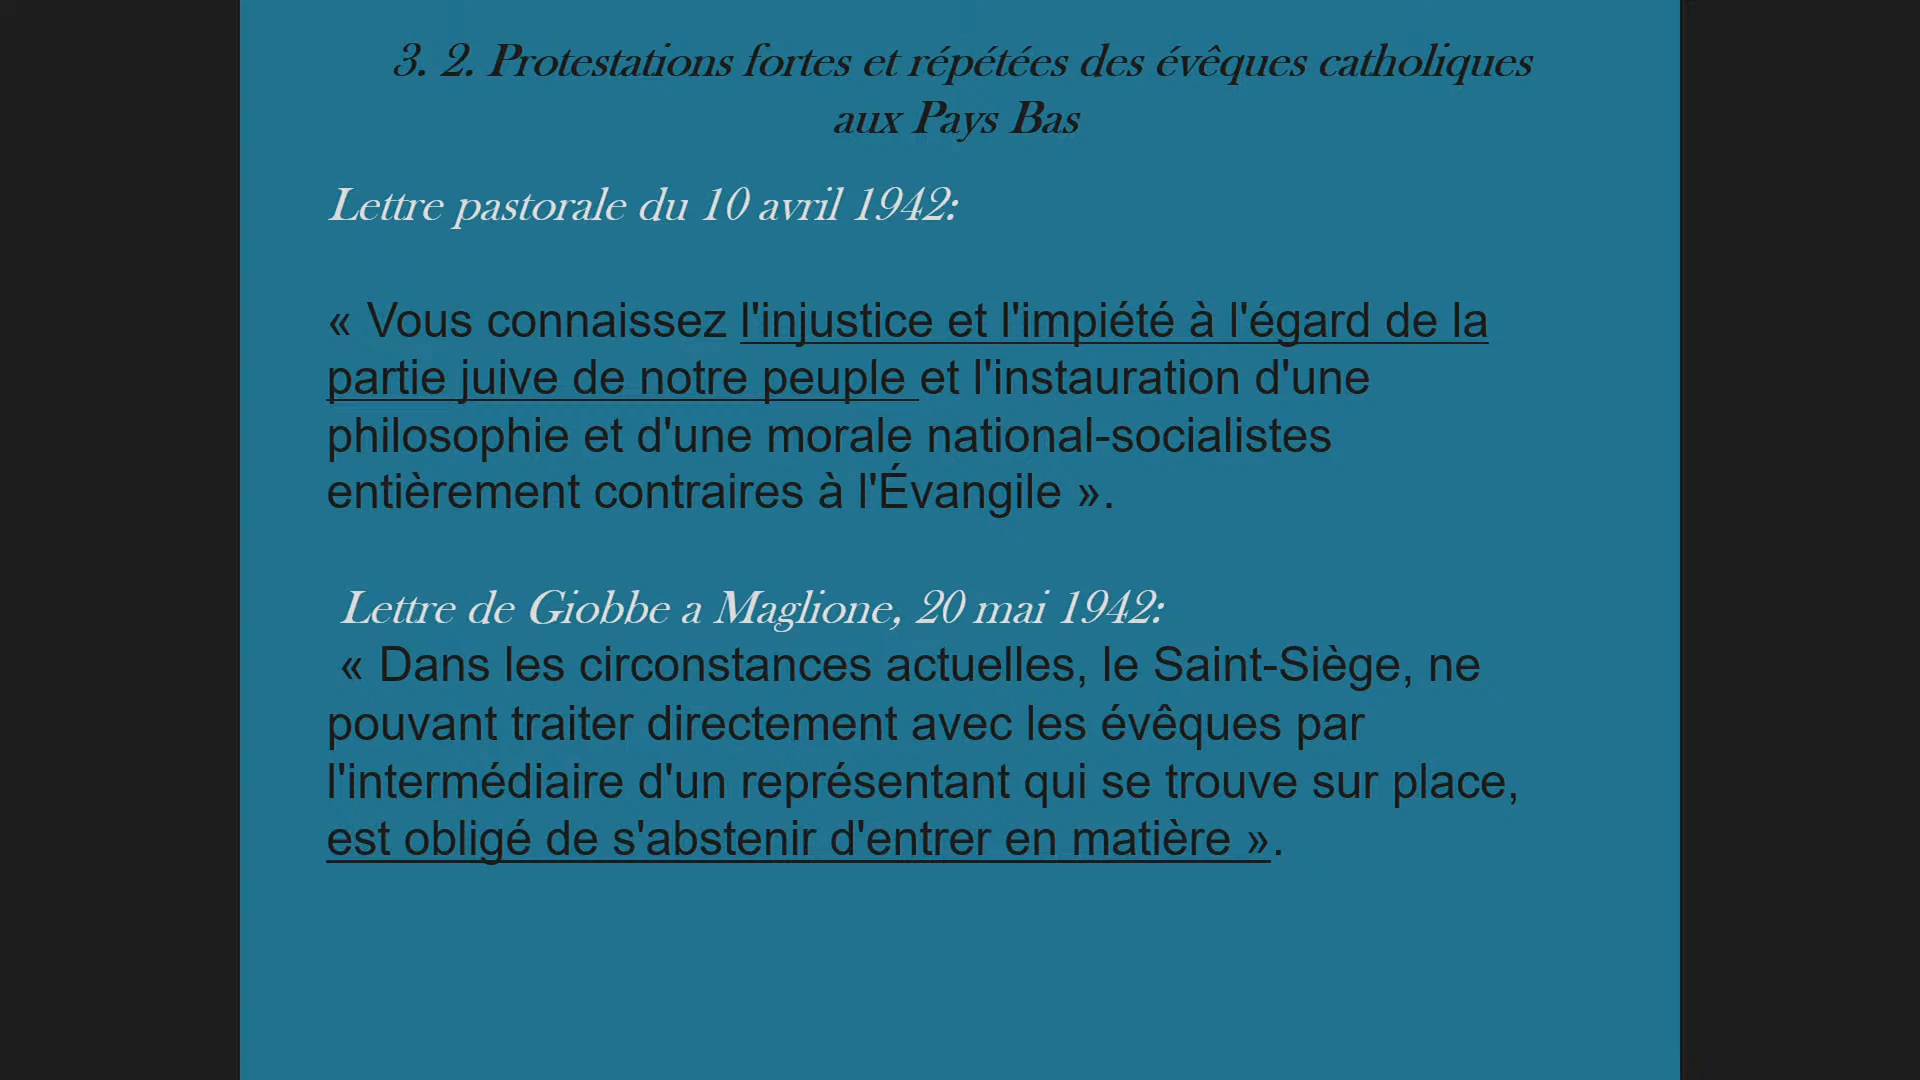 3. 2. Protestations fortes et répétées des évêques catholiques
aux Pays Bas
Lettre pastorale du 10 avril 1942:
« Vous connaissez l'injustice et l'impiété à l'égard de la
partie juive de notre peuple et l'instauration d'une
philosophie et d'une morale national-socialistes
entièrement contraires à l'Évangile ».
Lettre de Giobbe a Maglione, 20 mai 1942:
« Dans les circonstances actuelles, le Saint-Siège, ne
pouvant traiter directement avec les évêques par
l'intermédiaire d'un représentant qui se trouve sur place,
est obligé de s'abstenir d'entrer en matière ».